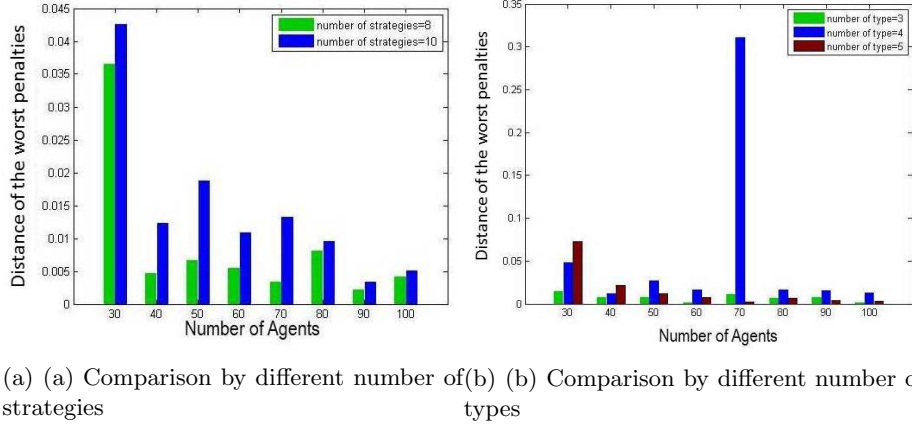 0.045
0.04
0.035
0.03
0.025
0.02
0.015
0.01
0.005
0
Distance of the worst penalties
number of strategies=8
number of strategies=10
30 40 50 60 70 80 90 100
Number of Agents
0.35
0.3
0.25
0.2
0.15
0.1
0.05
0
Distance of the worst penalties
number of type=3
number of type=4
number of type=5
30 40 50 60 70 80 90 100
Number of Agents
(a) (a) Comparison by different number of
strategies
(b) (b) Comparison by different number o
types